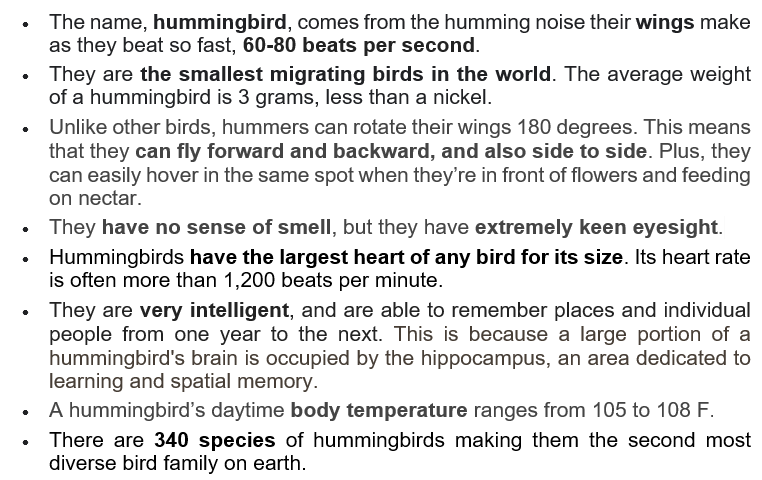 • The name, hummingbird, comes from the humming noise their wings make
as they beat so fast, 60-80 beats per second.
• They are the smallest migrating birds in the world. The average weight
of a hummingbird is 3 grams, less than a nickel.
• Unlike other birds, hummers can rotate their wings 180 degrees. This means
that they can fly forward and backward, and also side to side. Plus, they
can easily hover in the same spot when they’re in front of flowers and feeding
on nectar.
• They have no sense of smell, but they have extremely keen eyesight.
• Hummingbirds have the largest heart of any bird for its size. Its heart rate
is often more than 1,200 beats per minute.
• They are very intelligent, and are able to remember places and individual
people from one year to the next. This is because a large portion of a
hummingbird's brain is occupied by the hippocampus, an area dedicated to
learning and spatial memory.
• A hummingbird’s daytime body temperature ranges from 105 to 108 F.
• There are 340 species of hummingbirds making them the second most
diverse bird family on earth.